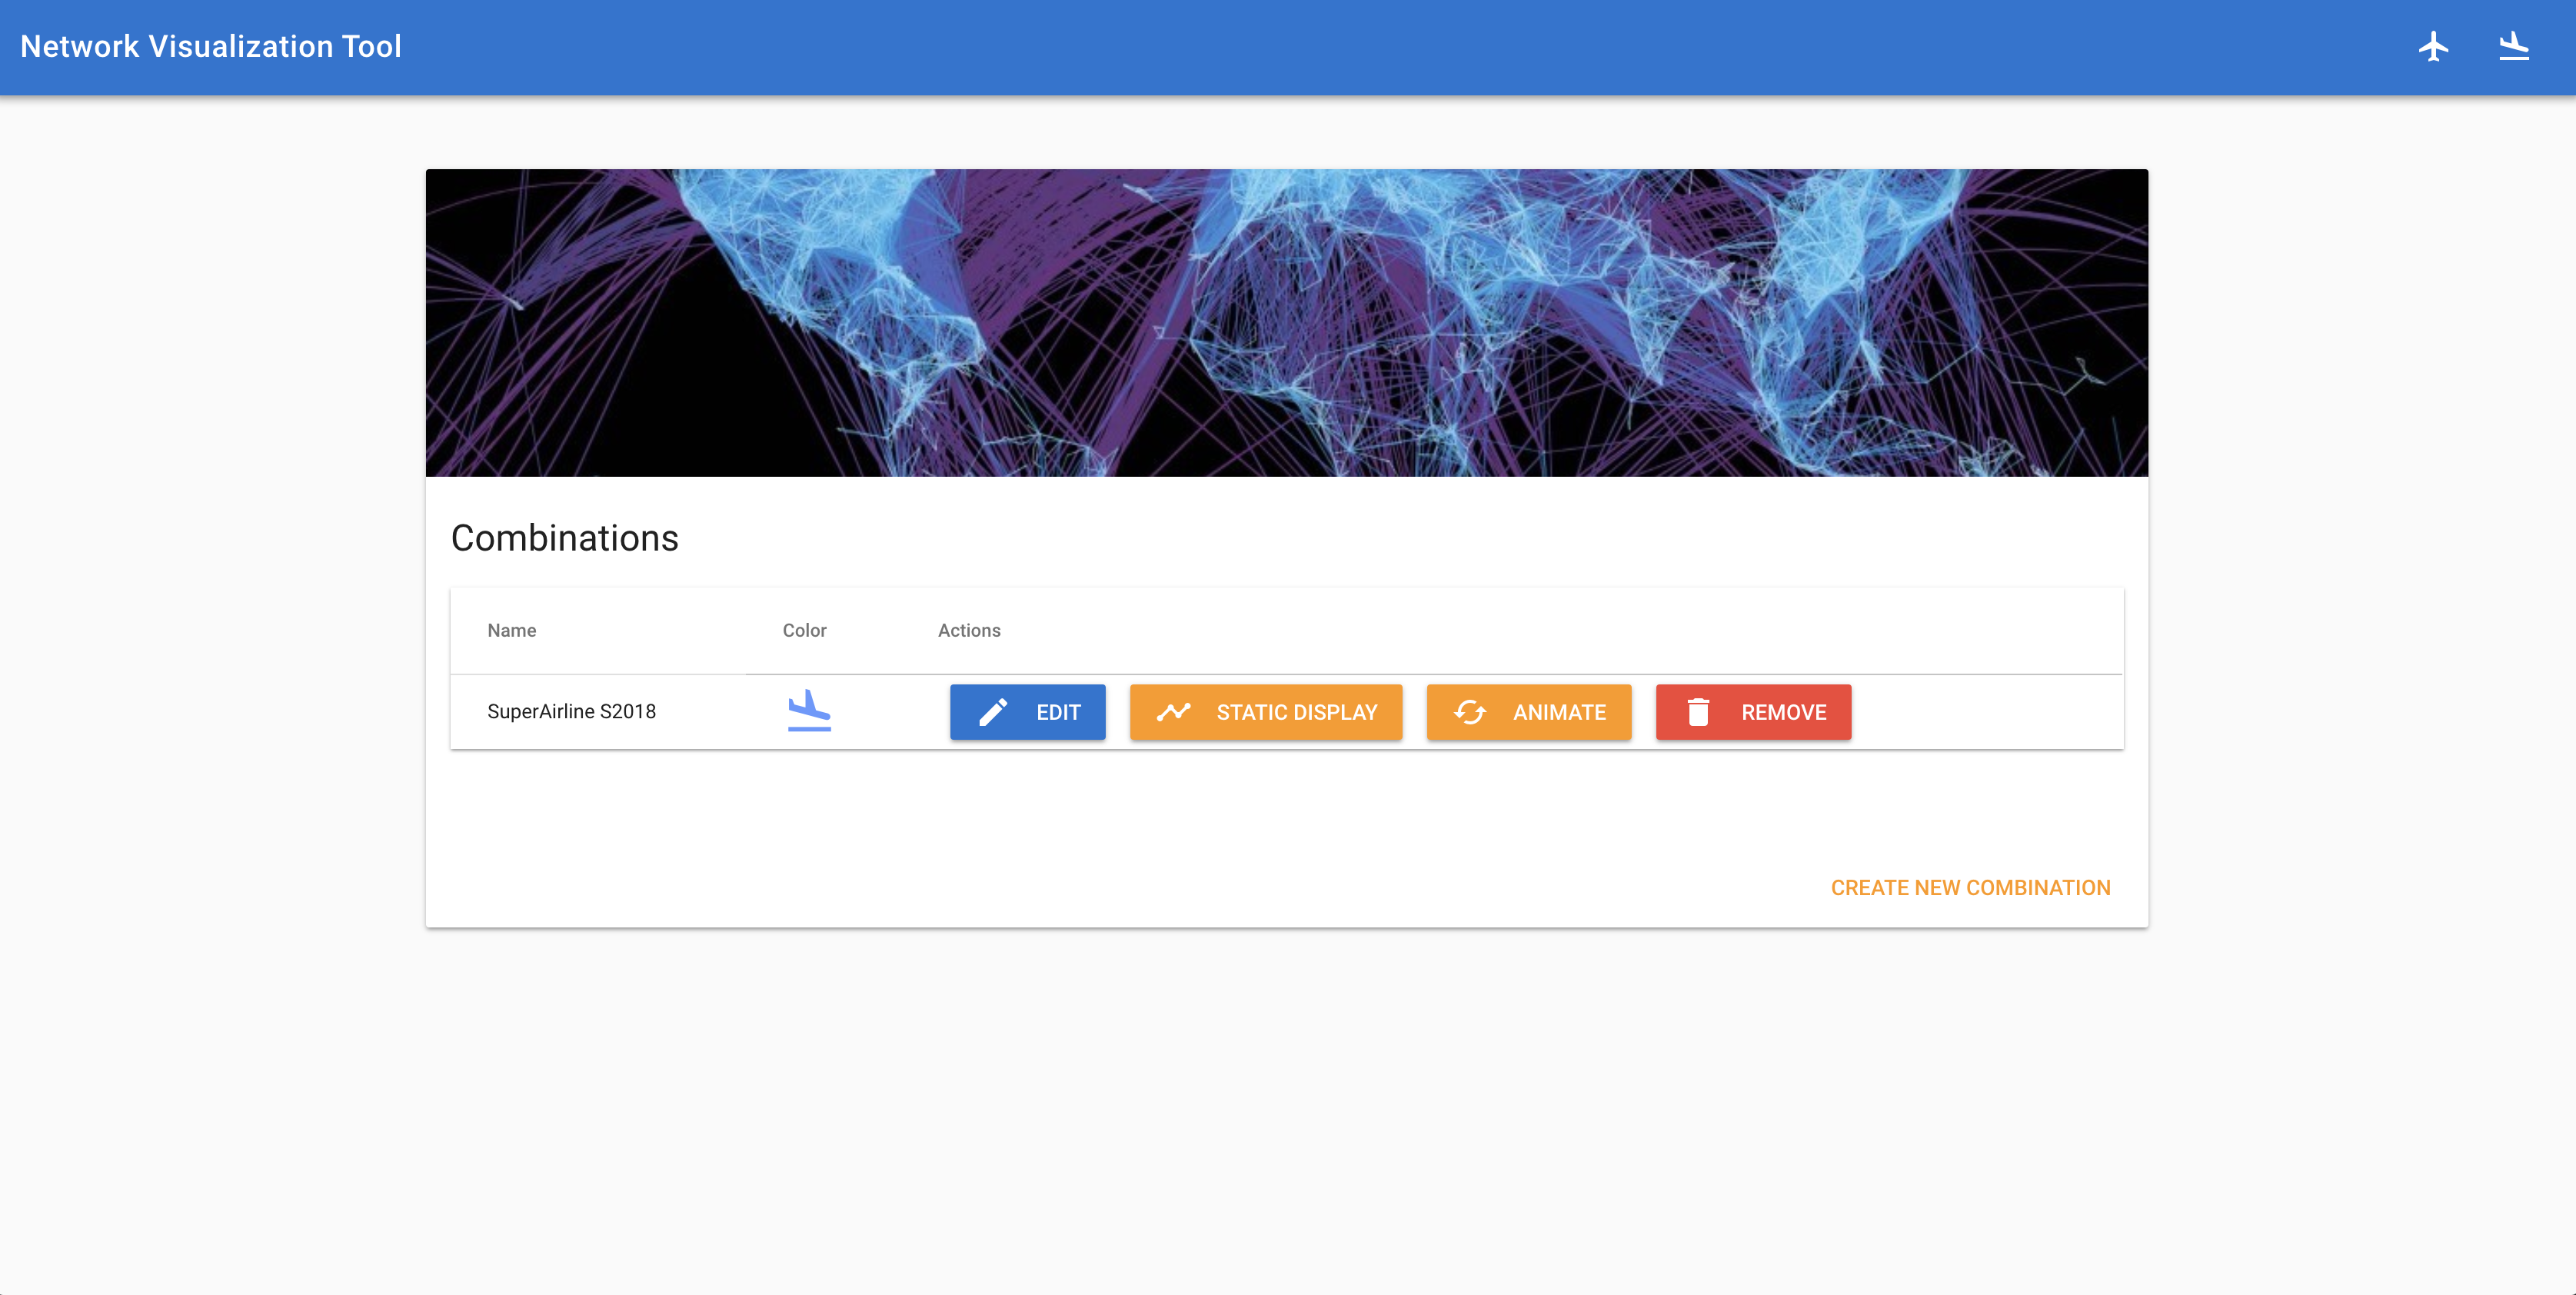 Network Visualization Tool
Combinations
Name Color Actions
SuperAirline S2018 EDIT STATIC DISPLAY ANIMATE REMOVE
CREATE NEW COMBINATION